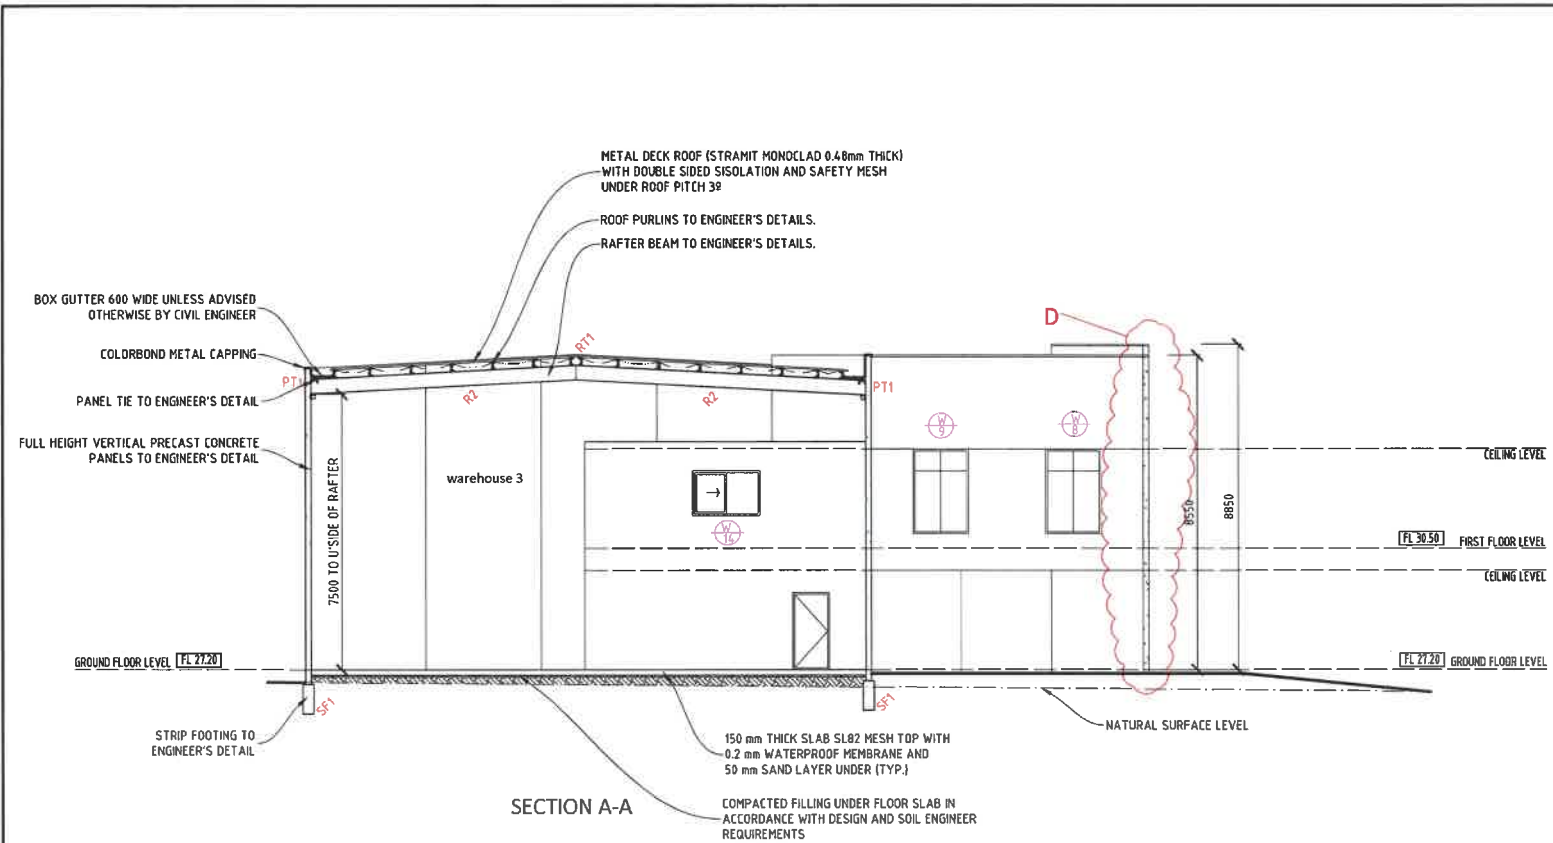 METAL DECK ROOF (STRAMIT MONOCLAD 0.48mm THICK)
WITH DOUBLE SIDED SISOLATION AND SAFETY MESH
UNDER ROOF PITCH 3º
ROOF PURLINS TO ENGINEER'S DETAILS.
RAFTER BEAM TO ENGINEER'S DETAILS.
BOX GUTTER 600 WIDE UNLESS ADVISED
OTHERWISE BY CIVIL ENGINEER
COLORBOND METAL CAPPING
PT1
PANEL TIE TO ENGINEER'S DETAIL
FULL HEIGHT VERTICAL PRECAST CONCRETE
PANELS TO ENGINEER'S DETAIL
RT1
R2
R2
PT1
D
7500 TO U'SIDE OF RAFTER
warehouse 3
W
14
W
9
W
8
8550
8850
CEILING LEVEL
FL 30.50 FIRST FLOOR LEVEL
CEILING LEVEL
GROUND FLOOR LEVEL FL 27.20
FL 27.20 GROUND FLOOR LEVEL
SF1
SF1
STRIP FOOTING TO
ENGINEER'S DETAIL
NATURAL SURFACE LEVEL
150 mm THICK SLAB SL82 MESH TOP WITH
0.2 mm WATERPROOF MEMBRANE AND
50 mm SAND LAYER UNDER (TYP.)
SECTION A-A
COMPACTED FILLING UNDER FLOOR SLAB IN
ACCORDANCE WITH DESIGN AND SOIL ENGINEER
REQUIREMENTS